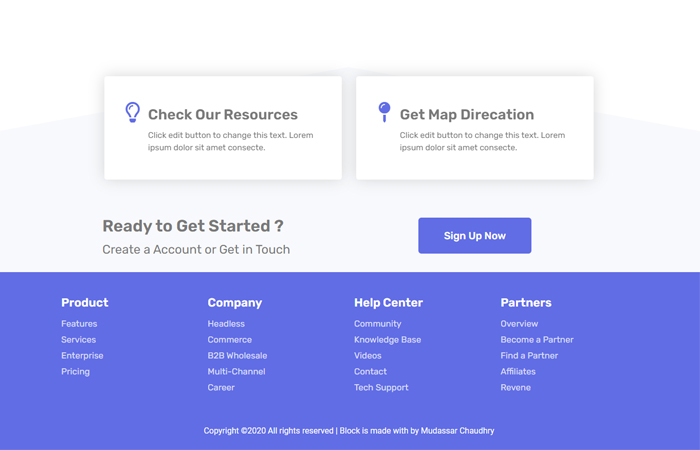 Check Our Resources
Click edit button to change this text. Lorem
ipsum dolor sit amet consecte.
Get Map Direcation
Click edit button to change this text. Lorem
ipsum dolor sit amet consecte.
Ready to Get Started ?
Create a Account or Get in Touch
Sign Up Now
Product
Features
Services
Enterprise
Pricing
Company
Headless
Commerce
B2B Wholesale
Multi-Channel
Career
Help Center
Community
Knowledge Base
Videos
Contact
Tech Support
Partners
Overview
Become a Partner
Find a Partner
Affiliates
Revene
Copyright ©2020 All rights reserved | Block is made with by Mudassar Chaudhry